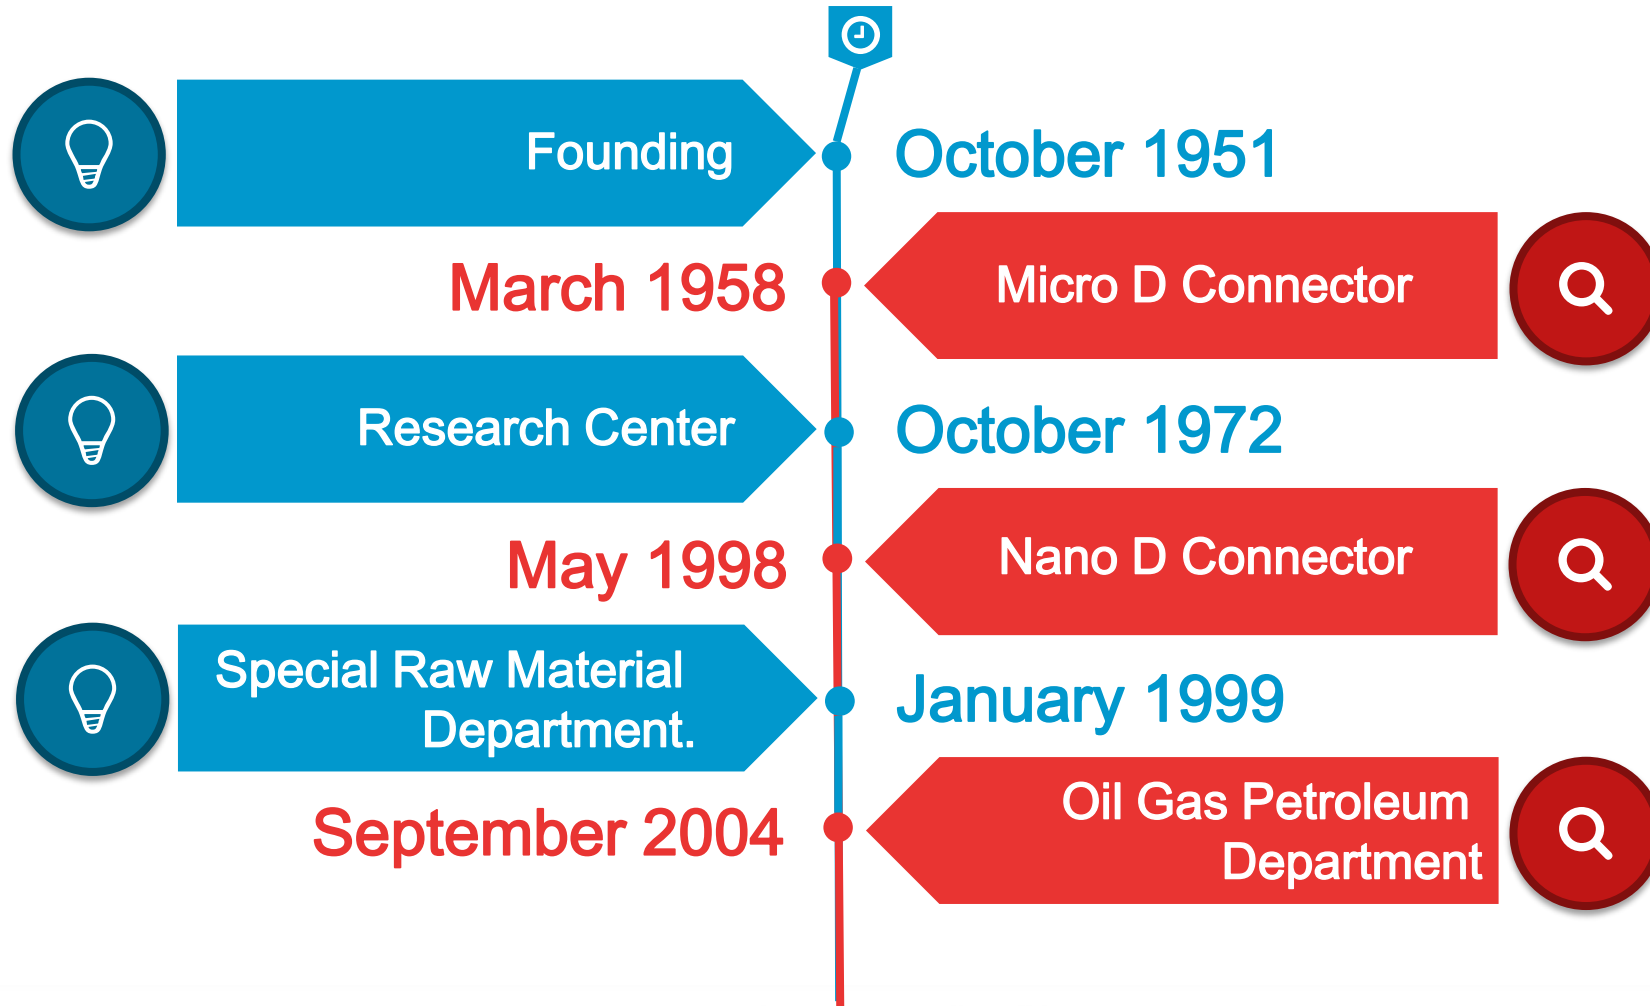 Founding
October 1951
March 1958
Micro D Connector
Research Center
October 1972
May 1998
Nano D Connector
Special Raw Material
Department.
January 1999
September 2004
Oil Gas Petroleum
Department